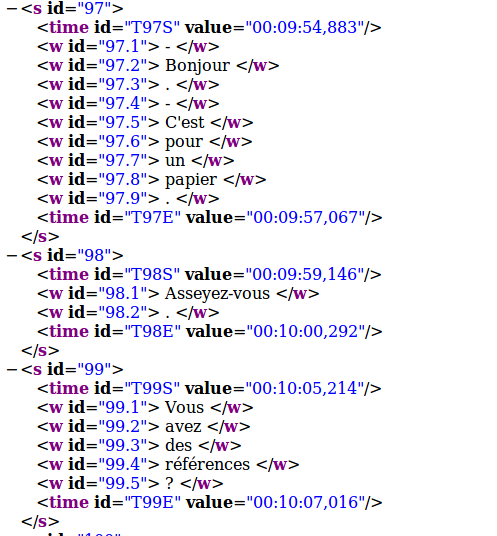 −<s id="97">
<time id="T97S" value="00:09:54,883"/>
<w id="97.1"> - </w>
<w id="97.2"> Bonjour </w>
<w id="97.3"> . </w>
<w id="97.4"> - </w>
<w id="97.5"> C'est </w>
<w id="97.6"> pour </w>
<w id="97.7"> un </w>
<w id="97.8"> papier </w>
<w id="97.9"> . </w>
<time id="T97E" value="00:09:57,067"/>
</s>
−<s id="98">
<time id="T98S" value="00:09:59,146"/>
<w id="98.1"> Asseyez-vous </w>
<w id="98.2"> . </w>
<time id="T98E" value="00:10:00,292"/>
</s>
−<s id="99">
<time id="T99S" value="00:10:05,214"/>
<w id="99.1"> Vous </w>
<w id="99.2"> avez </w>
<w id="99.3"> des </w>
<w id="99.4"> références </w>
<w id="99.5"> ? </w>
<time id="T99E" value="00:10:07,016"/>
</s>